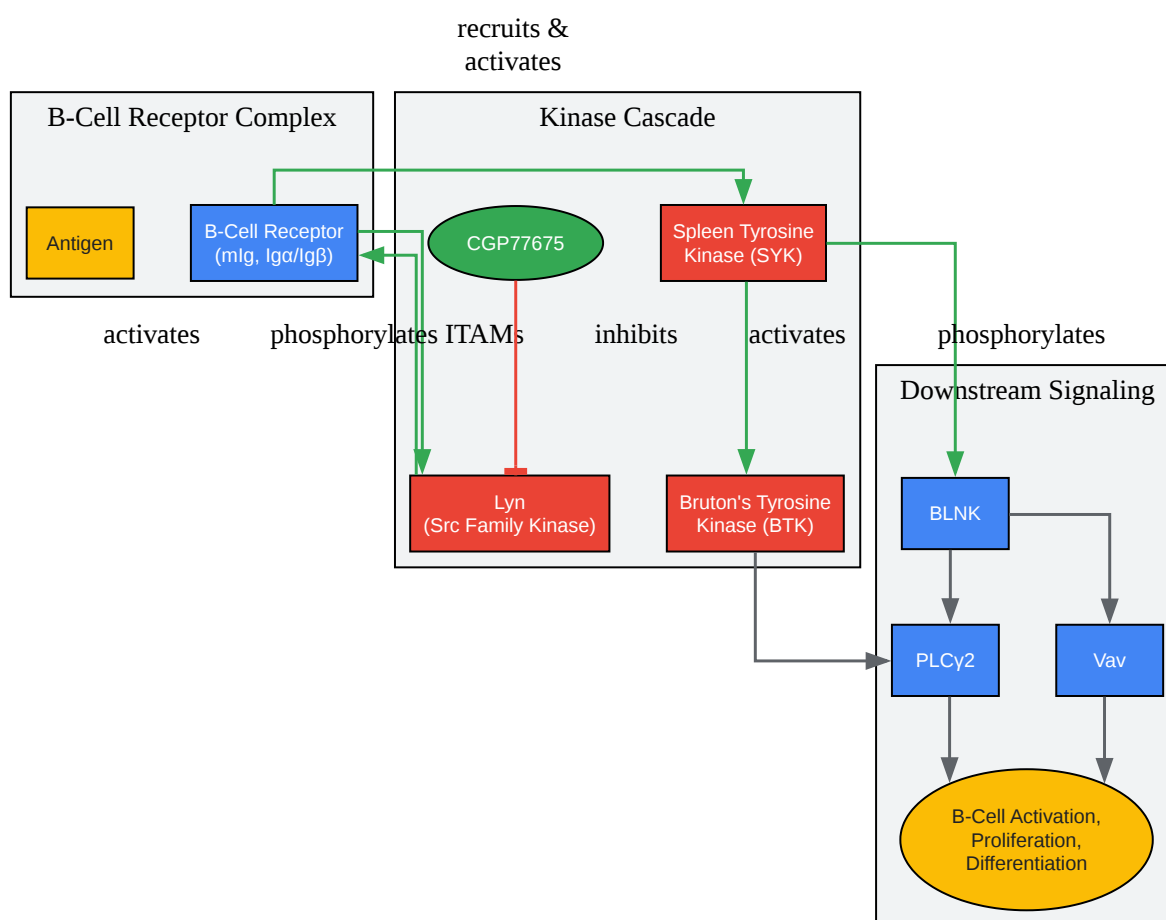 recruits &
activates
B-Cell Receptor Complex
Kinase Cascade
Antigen
B-Cell Receptor
(mIg, Igα/Igβ)
CGP77675
Spleen Tyrosine
Kinase (SYK)
activates
phosphorylates ITAMs
inhibits
activates
phosphorylates
Downstream Signaling
Lyn
(Src Family Kinase)
Bruton's Tyrosine
Kinase (BTK)
BLNK
PLCγ2
Vav
B-Cell Activation,
Proliferation,
Differentiation